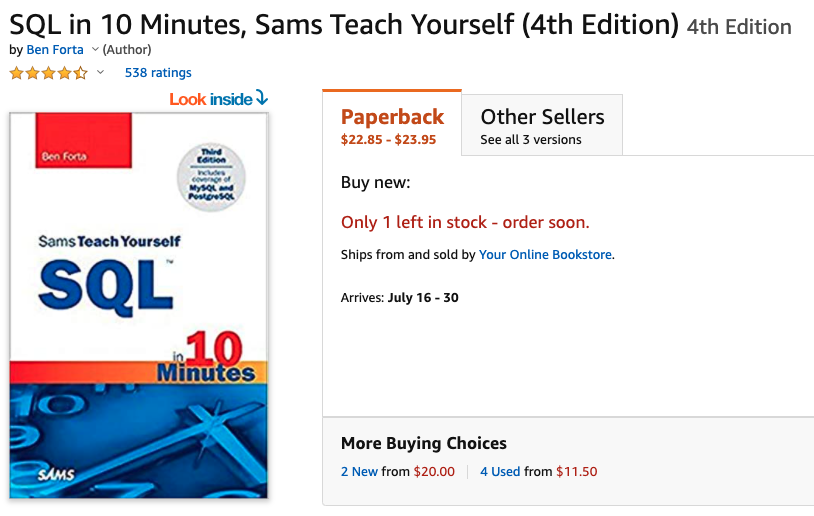 SQL in 10 Minutes, Sams Teach Yourself (4th Edition) 4th Edition
by Ben Forta (Author)
538 ratings
Look inside
Ben Forta
Third
Edition
Includes
coverage of
MySQL and
PostgreSQL
Sams Teach Yourself
SQL™
in 10
Minutes
SAMS
Paperback
$22.85 - $23.95
Other Sellers
See all 3 versions
Buy new:
Only 1 left in stock - order soon.
Ships from and sold by Your Online Bookstore.
Arrives: July 16 - 30
More Buying Choices
2 New from $20.00
4 Used from $11.50